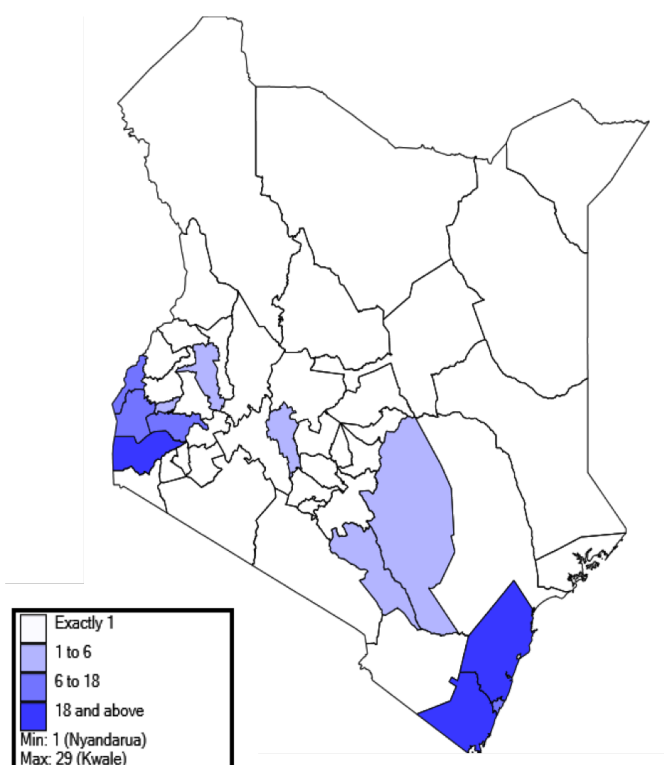 Exactly 1
1 to 6
6 to 18
18 and above
Min: 1 (Nyandarua)
Max: 29 (Kwale)